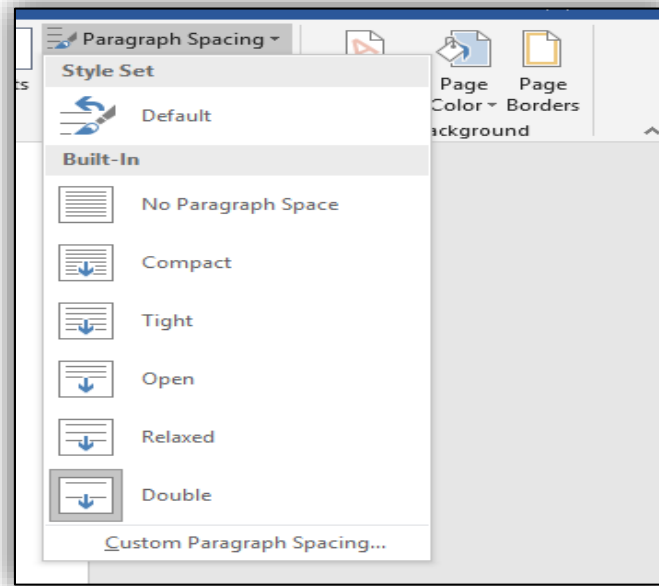 Paragraph Spacing
ts
Style Set
Page Page
Color Borders
ackground
Default
Built-In
No Paragraph Space
Compact
Tight
Open
Relaxed
Double
Custom Paragraph Spacing...